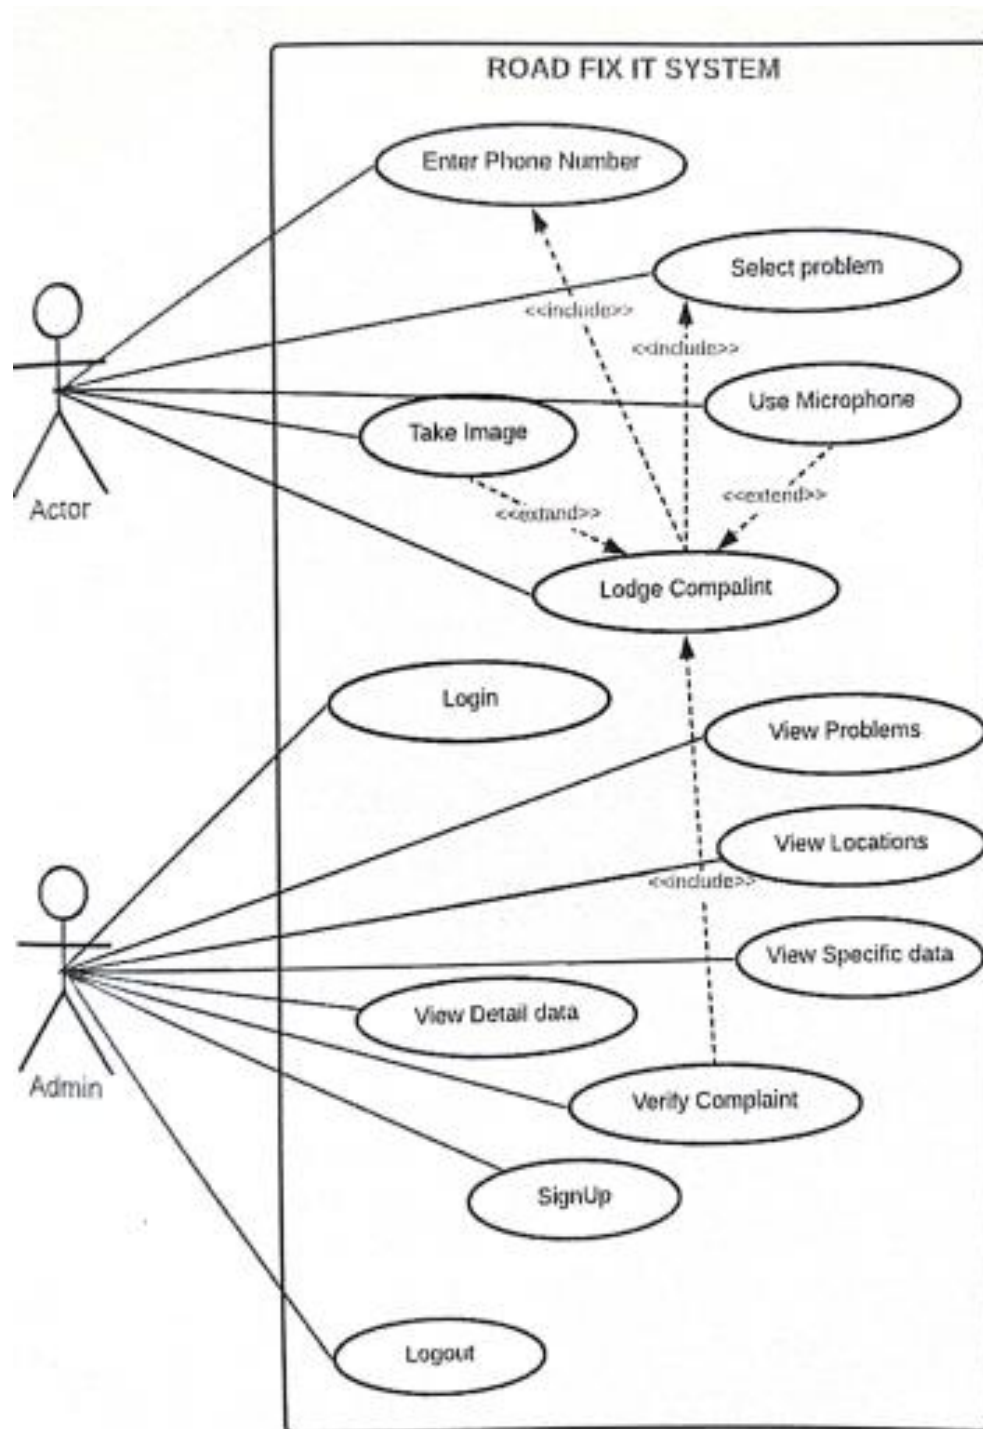 ROAD FIX IT SYSTEM
Enter Phone Number
Select problem
<<include>>
<<include>>
Use Microphone
Take Image
<<extend>>
<<extand>>
Actor
Lodge Compalint
Login
View Problems
View Locations
<<include>>
View Specific data
View Detail data
Admin
Verify Complaint
SignUp
Logout